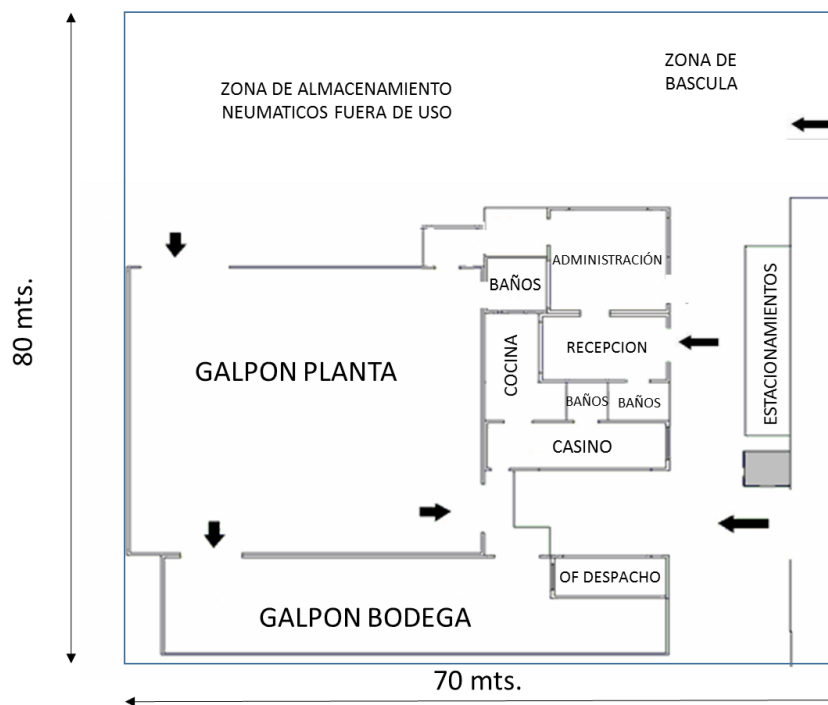 ZONA DE ALMACENAMIENTO
NEUMATICOS FUERA DE USO
ZONA DE
BASCULA
80 mts.
ADMINISTRACIÓN
BAÑOS
GALPON PLANTA
COCINA
RECEPCION
ESTACIONAMIENTOS
BAÑOS
BAÑOS
CASINO
OF DESPACHO
GALPON BODEGA
70 mts.